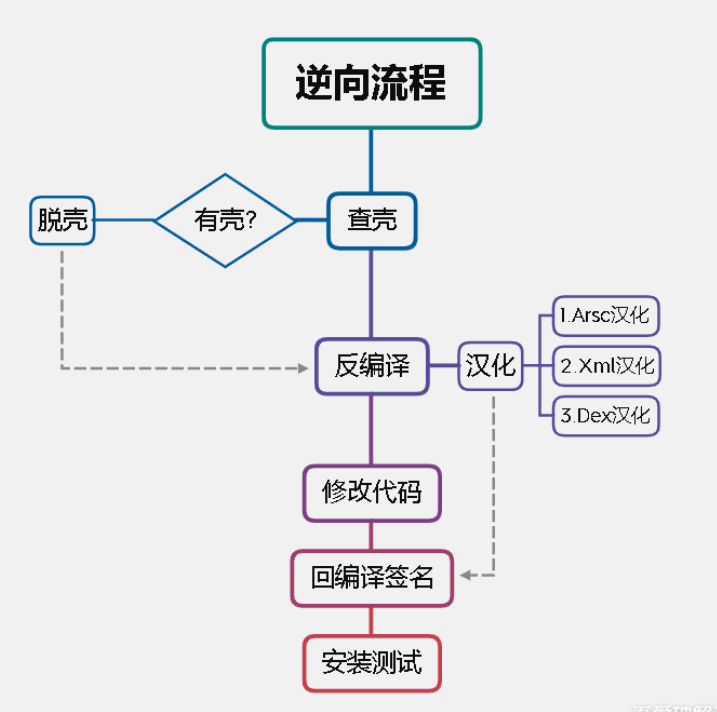 逆向流程
脱壳
有壳?
查壳
反编译
汉化
1.Arsc汉化
2.Xml汉化
3.Dex汉化
修改代码
回编译签名
安装测试